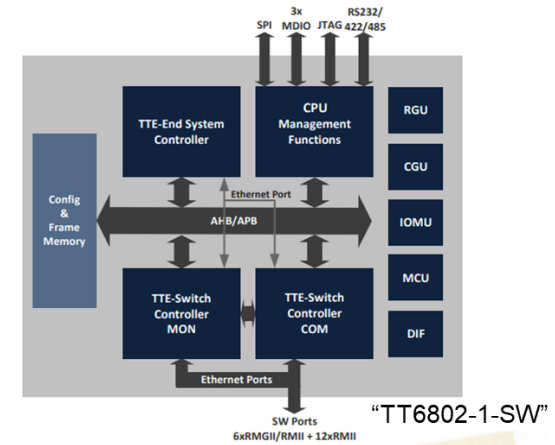 SPI
3x
MDIO
JTAG
RS232/
422/485
TTE-End System
Controller
CPU
Management
Functions
RGU
CGU
IOMU
MCU
DIF
Config
&
Frame
Memory
Ethernet Port
AHB/APB
TTE-Switch
Controller
MON
TTE-Switch
Controller
COM
Ethernet Ports
SW Ports
6xRMGII/RMII + 12xRMII
“TT6802-1-SW”